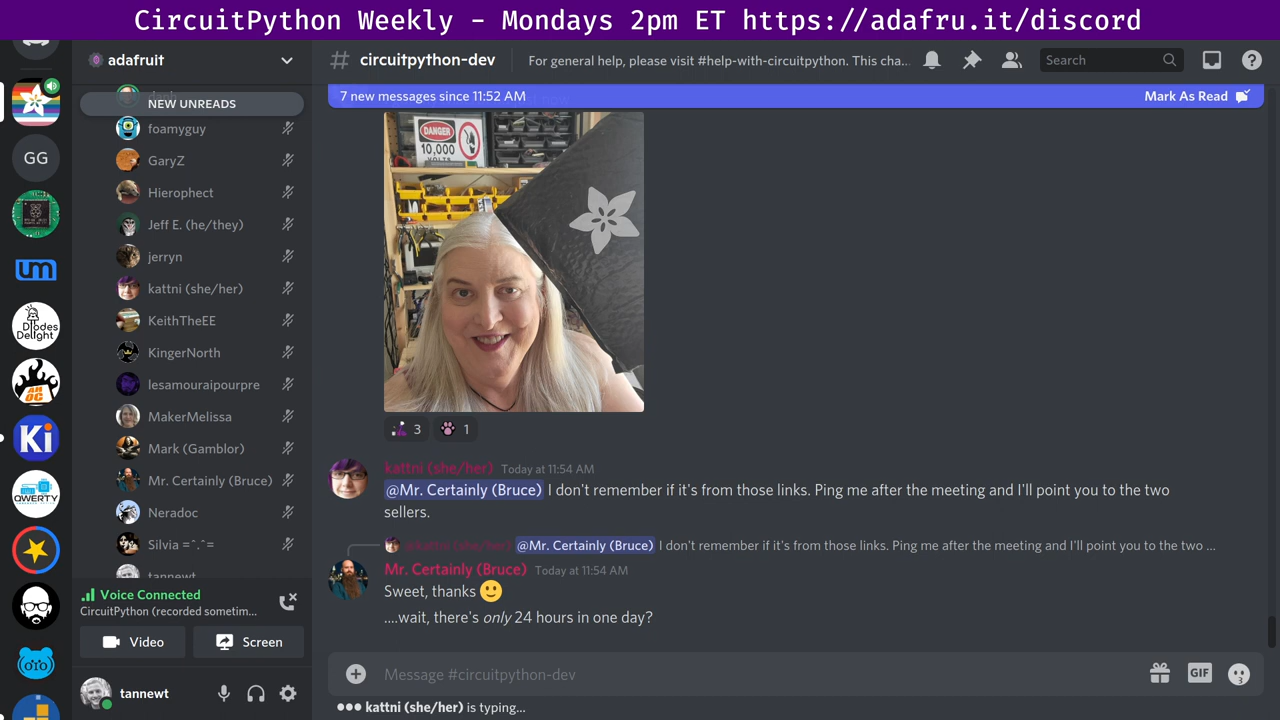 CircuitPython Weekly - Mondays 2pm ET https://adafru.it/discord
adafruit
NEW UNREADS
foamyguy
GaryZ
Hierophect
Jeff E. (he/they)
jerryn
kattni (she/her)
KeithTheEE
KingerNorth
lesamouraipourpre
MakerMelissa
Mark (Gamblor)
Mr. Certainly (Bruce)
Neradoc
Silvia =^.^=
tannewt
Voice Connected
CircuitPython (recorded sometim...
Video
Screen
tannewt
GG
um
Diodes Delight
AHOC
Ki
QWERTY
# circuitpython-dev
For general help, please visit #help-with-circuitpython. This cha...
Search
7 new messages since 11:52 AM
Mark As Read
DANGER
10,000
3
1
kattni (she/her) Today at 11:54 AM
@Mr. Certainly (Bruce) I don't remember if it's from those links. Ping me after the meeting and I'll point you to the two
sellers.
@Mr. Certainly (Bruce) I don't remember if it's from those links. Ping me after the meeting and I'll point you to the two ...
Mr. Certainly (Bruce) Today at 11:54 AM
Sweet, thanks
....wait, there's only 24 hours in one day?
Message #circuitpython-dev
GIF
kattni (she/her) is typing...